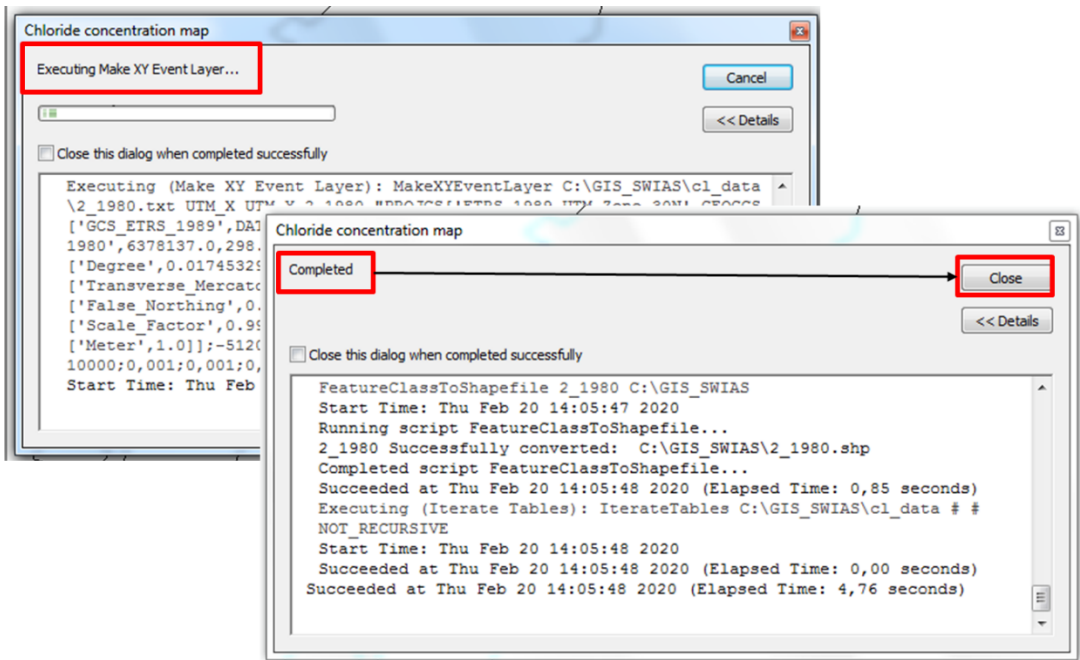 Chloride concentration map
Executing Make XY Event Layer...
Cancel
<< Details
Close this dialog when completed successfully
Executing (Make XY Event Layer): MakeXYEventLayer C:\GIS_SWIAS\cl_data
\2_1980.txt UTM_X UTM_Y 2_1980 "PROJCS['ETRS_1989_UTM_Zone_30N',GEOGCS
['GCS_ETRS_1989',DAT
1980',6378137.0,298.
['Degree',0.01745329
['Transverse_Mercato
['False_Northing',0.
['Scale_Factor',0.99
['Meter',1.0]];-5120
10000;0,001;0,001;0,
Start Time: Thu Feb
Chloride concentration map
Completed
Close
<< Details
Close this dialog when completed successfully
FeatureClassToShapefile 2_1980 C:\GIS_SWIAS
Start Time: Thu Feb 20 14:05:47 2020
Running script FeatureClassToShapefile...
2_1980 Successfully converted: C:\GIS_SWIAS\2_1980.shp
Completed script FeatureClassToShapefile...
Succeeded at Thu Feb 20 14:05:48 2020 (Elapsed Time: 0,85 seconds)
Executing (Iterate Tables): IterateTables C:\GIS_SWIAS\cl_data # #
NOT_RECURSIVE
Start Time: Thu Feb 20 14:05:48 2020
Succeeded at Thu Feb 20 14:05:48 2020 (Elapsed Time: 0,00 seconds)
Succeeded at Thu Feb 20 14:05:48 2020 (Elapsed Time: 4,76 seconds)